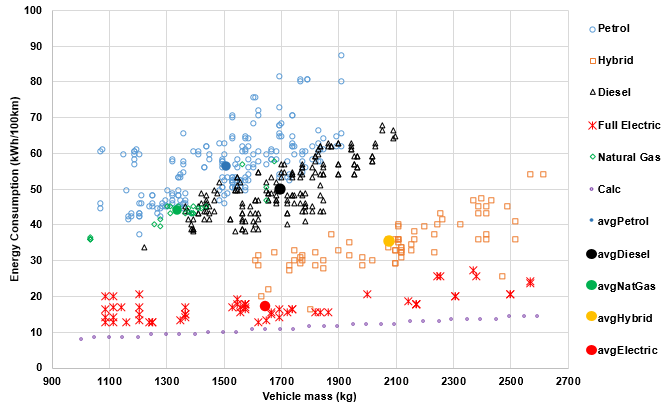 100
90
80
70
60
50
40
30
20
10
0
Energy Consumption (kWh/100km)
900 1100 1300 1500 1700 1900 2100 2300 2500 2700
Vehicle mass (kg)
Petrol
Hybrid
Diesel
Full Electric
Natural Gas
Calc
avgPetrol
avgDiesel
avgNatGas
avgHybrid
avgElectric